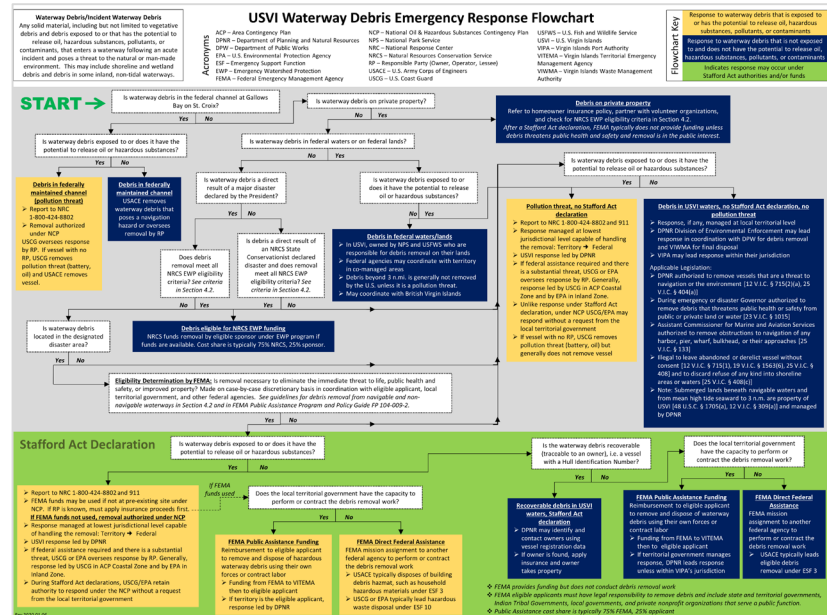 USVI Waterway Debris Emergency Response Flowchart
Waterway Debris/Incident Waterway Debris
Any solid material, including but not limited to vegetative
debris and debris exposed to or that has the potential to
release oil, hazardous substances, pollutants, or
contaminants, that enters a waterway following an acute
incident and poses a threat to the natural or man-made
environment. This may include shoreline and wetland
debris and debris in some inland, non-tidal waterways.
Acronyms
ACP – Area Contingency Plan
DPNR – Department of Planning and Natural Resources
DPW – Department of Public Works
EPA – U.S. Environmental Protection Agency
ESF – Emergency Support Function
EWP – Emergency Watershed Protection
FEMA – Federal Emergency Management Agency
NCP – National Oil & Hazardous Substances Contingency Plan
NPS – National Park Service
NRC – National Response Center
NRCS – Natural Resources Conservation Service
RP – Responsible Party (Owner, Operator, Lessee)
USACE – U.S. Army Corps of Engineers
USCG – U.S. Coast Guard
USFWS – U.S. Fish and Wildlife Service
USVI – U.S. Virgin Islands
VIPA – Virgin Islands Port Authority
VITEMA – Virgin Islands Territorial Emergency
Management Agency
VIWMA – Virgin Islands Waste Management
Authority
Flowchart Key
Response to waterway debris that is exposed to
or has the potential to release oil, hazardous
substances, pollutants, or contaminants
Response to waterway debris that is not exposed
to and does not have the potential to release oil,
hazardous substances, pollutants, or contaminants
Indicates response may occur under
Stafford Act authorities and/or funds
START
Is waterway debris in the federal channel at Gallows
Bay on St. Croix?
Yes
No
Is waterway debris on private property?
Yes
No
Debris on private property
Refer to homeowner insurance policy, partner with volunteer organizations,
and check for NRCS EWP eligibility criteria in Section 4.2.
After a Stafford Act declaration, FEMA typically does not provide funding unless
debris threatens public health and safety and removal is in the public interest.
Is waterway debris exposed to or does it have the
potential to release oil or hazardous substances?
Yes
No
Is waterway debris in federal waters or on federal lands?
No
Yes
Is waterway debris exposed to or does it have the
potential to release oil or hazardous substances?
Yes
No
Debris in federally
maintained channel
(pollution threat)
Report to NRC
1-800-424-8802
Removal authorized
under NCP
USCG oversees response
by RP. If vessel with no
RP, USCG removes
pollution threat (battery,
oil) and USACE removes
vessel.
Debris in federally
maintained channel
USACE removes
waterway debris that
poses a navigation
hazard or oversees
removal by RP
Is waterway debris a direct
result of a major disaster
declared by the President?
Yes
No
Is waterway debris exposed to or
does it have the potential to release
oil or hazardous substances?
Yes
No
Does debris
removal meet all
NRCS EWP eligibility
criteria? See criteria
in Section 4.2.
Is debris a direct result of an
NRCS State
Conservationist declared
disaster and does removal
meet all NRCS EWP
eligibility criteria? See
criteria in Section 4.2.
Debris in federal waters/lands
In USVI, owned by NPS and USFWS who are
responsible for debris removal on their lands
Federal agencies may coordinate with territory
in co-managed areas
Debris beyond 3 n.mi. is generally not removed
by the U.S. unless it is a pollution threat.
May coordinate with British Virgin Islands
Pollution threat, no Stafford Act
declaration
Report to NRC 1-800-424-8802 and 911
Response managed at lowest
jurisdictional level capable of handling
the removal: Territory → Federal
USVI response led by DPNR
If federal assistance required and there is
a substantial threat, USCG or EPA
oversees response by RP. Generally,
response led by USCG in ACP Coastal
Zone and by EPA in Inland Zone.
Unlike response under Stafford Act
declaration, under NCP USCG/EPA may
respond without a request from the
local territorial government
If vessel with no RP, USCG removes
pollution threat (battery, oil) but
generally does not remove vessel
Debris in USVI waters, no Stafford Act declaration, no
pollution threat
Response, if any, managed at local territorial level
DPNR Division of Environmental Enforcement may lead
response in coordination with DPW for debris removal
and VIWMA for final disposal
VIPA may lead response within their jurisdiction
Applicable Legislation:
DPNR authorized to remove vessels that are a threat to
navigation or the environment [12 V.I.C. § 715(2)(a), 25
V.I.C. § 404(a)]
During emergency or disaster Governor authorized to
remove debris that threatens public health or safety from
public or private land or water [23 V.I.C. § 1015]
Assistant Commissioner for Marine and Aviation Services
authorized to remove obstructions to navigation of any
harbor, pier, wharf, bulkhead, or their approaches [25
V.I.C. § 133]
Illegal to leave abandoned or derelict vessel without
consent [12 V.I.C. § 715(1), 19 V.I.C. § 1563(6), 25 V.I.C. §
408] and to discard refuse of any kind into shoreline
areas or waters [25 V.I.C. § 408(c)]
Note: Submerged lands beneath navigable waters and
from mean high tide seaward to 3 n.m. are property of
USVI [48 U.S.C. § 1705(a), 12 V.I.C. § 309(a)] and managed
by DPNR
No
Yes
Yes
No
Debris eligible for NRCS EWP funding
NRCS funds removal by eligible sponsor under EWP program if
funds are available. Cost share is typically 75% NRCS, 25% sponsor.
Is waterway debris
located in the designated
disaster area?
Yes
No
Eligibility Determination by FEMA: Is removal necessary to eliminate the immediate threat to life, public health and
safety, or improved property? Made on case-by-case discretionary basis in coordination with eligible applicant, local
territorial government, and other federal agencies. See guidelines for debris removal from navigable and non-
navigable waterways in Section 4.2 and in FEMA Public Assistance Program and Policy Guide FP 104-009-2.
Yes
No
Stafford Act Declaration
Is waterway debris exposed to or does it have the
potential to release oil or hazardous substances?
Yes
No
Is the waterway debris recoverable
(traceable to an owner), i.e. a vessel
with a Hull Identification Number?
Yes
No
Does the local territorial government
have the capacity to perform or
contract the debris removal work?
Yes
No
Report to NRC 1-800-424-8802 and 911
FEMA funds may be used if not at pre-existing site under
NCP. If RP is known, must apply insurance proceeds first.
If FEMA funds not used, removal authorized under NCP
Response managed at lowest jurisdictional level capable
of handling the removal: Territory → Federal
USVI response led by DPNR
If federal assistance required and there is a substantial
threat, USCG or EPA oversees response by RP. Generally,
response led by USCG in ACP Coastal Zone and by EPA in
Inland Zone.
During Stafford Act declarations, USCG/EPA retain
authority to respond under the NCP without a request
from the local territorial government
If FEMA
funds used
Does the local territorial government have the capacity to
perform or contract the debris removal work?
Yes
No
FEMA Public Assistance Funding
Reimbursement to eligible applicant
to remove and dispose of hazardous
waterway debris using their own
forces or contract labor
Funding from FEMA to VITEMA
then to eligible applicant
If territory is the eligible applicant,
response led by DPNR
FEMA Direct Federal Assistance
FEMA mission assignment to another
federal agency to perform or contract
the debris removal work
USACE typically disposes of building
debris, hazmat, such as household
hazardous materials under ESF 3
USCG or EPA typically lead hazardous
waste disposal under ESF 10
Recoverable debris in USVI
waters, Stafford Act
declaration
DPNR may identify and
contact owners using
vessel registration data
If owner is found, apply
insurance and owner
takes property
FEMA Public Assistance Funding
Reimbursement to eligible applicant
to remove and dispose of waterway
debris using their own forces or
contract labor
Funding from FEMA to VITEMA
then to eligible applicant
If territorial government manages
response, DPNR leads response
unless within VIPA's jurisdiction
FEMA Direct Federal
Assistance
FEMA mission
assignment to another
federal agency to
perform or contract the
debris removal work
USACE typically leads
eligible debris
removal under ESF 3
FEMA provides funding but does not conduct debris removal work
FEMA eligible applicants must have legal responsibility to remove debris and include state and territorial governments,
Indian Tribal Governments, local governments, and private nonprofit organizations that serve a public function.
Public Assistance cost share is typically 75% FEMA, 25% applicant